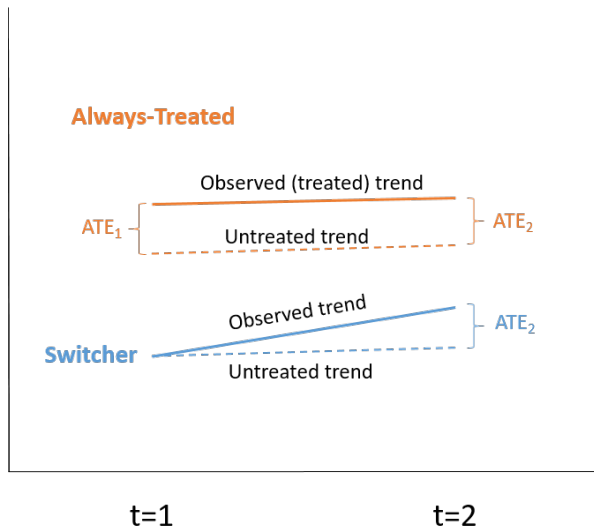 Always-Treated
Observed (treated) trend
ATE₁
Untreated trend
ATE₂
Observed trend
ATE₂
Switcher
Untreated trend
t=1
t=2